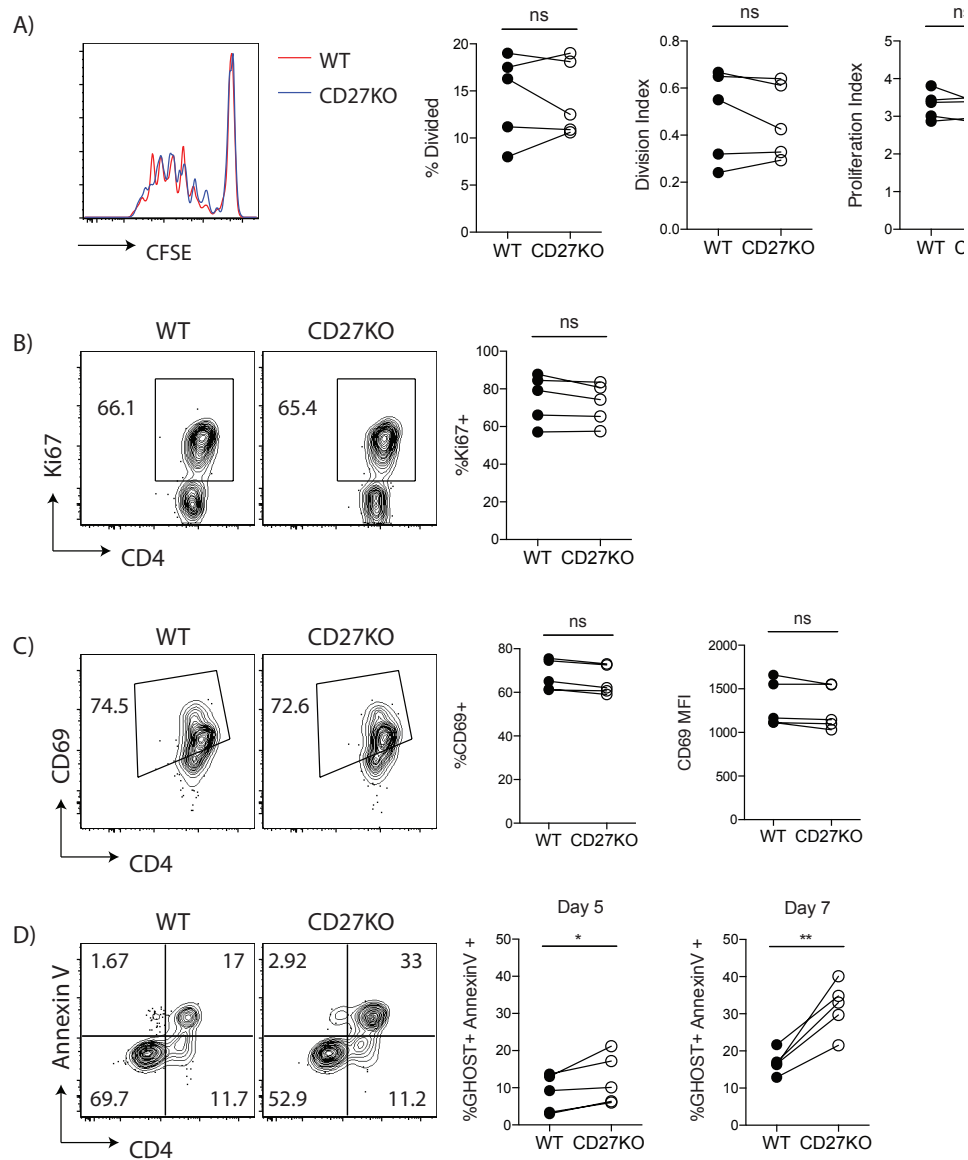 A)
WT
CD27KO
CFSE
ns
% Divided
20
15
10
5
0
WT CD27KO
ns
Division Index
0.8
0.6
0.4
0.2
0.0
WT CD27KO
Proliferation Index
5
4
3
2
1
0
WT
B)
WT
CD27KO
66.1
65.4
Ki67
CD4
ns
%Ki67+
100
80
60
40
20
0
WT CD27KO
C)
WT
CD27KO
74.5
72.6
CD69
CD4
ns
%CD69+
80
60
40
20
0
WT CD27KO
ns
CD69 MFI
2000
1500
1000
500
0
WT CD27KO
D)
WT
CD27KO
1.67
17
69.7
11.7
2.92
33
52.9
11.2
Annexin V
CD4
Day 5
*
%GHOST+ AnnexinV +
50
40
30
20
10
0
WT CD27KO
Day 7
**
%GHOST+ AnnexinV +
50
40
30
20
10
0
WT CD27KO